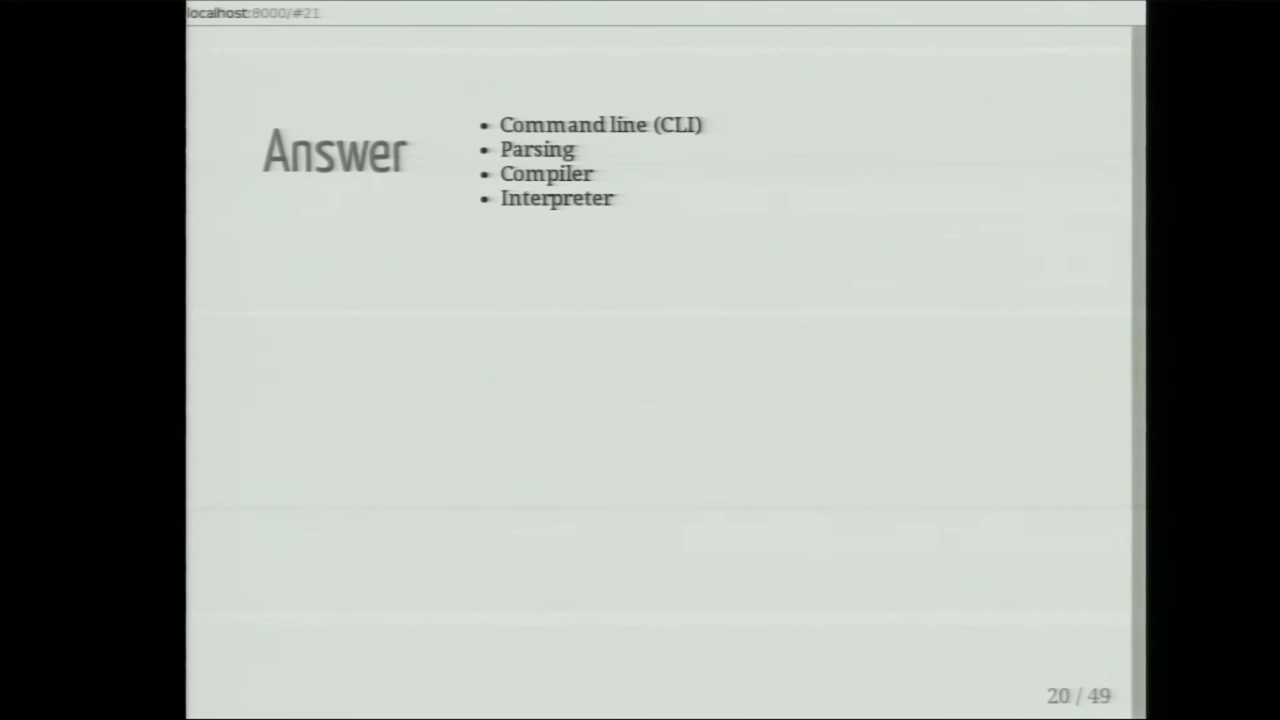 localhost:8000/#21
Answer
• Command line (CLI)
• Parsing
• Compiler
• Interpreter
20 / 49